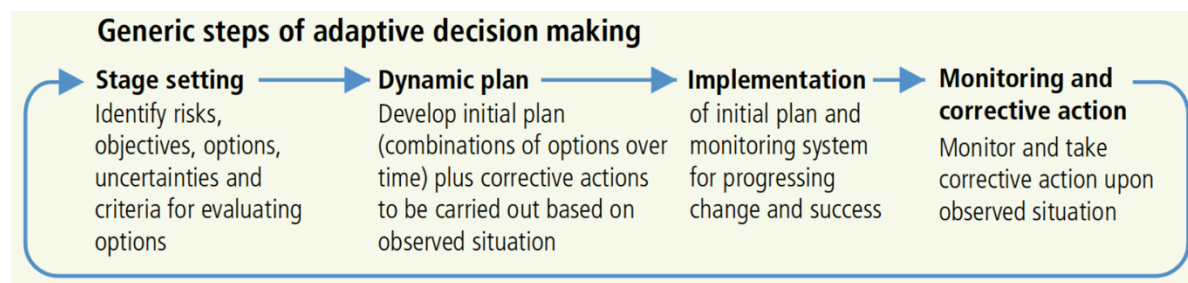 Generic steps of adaptive decision making
Stage setting
Identify risks,
objectives, options,
uncertainties and
criteria for evaluating
options
Dynamic plan
Develop initial plan
(combinations of options over
time) plus corrective actions
to be carried out based on
observed situation
Implementation
of initial plan and
monitoring system
for progressing
change and success
Monitoring and
corrective action
Monitor and take
corrective action upon
observed situation